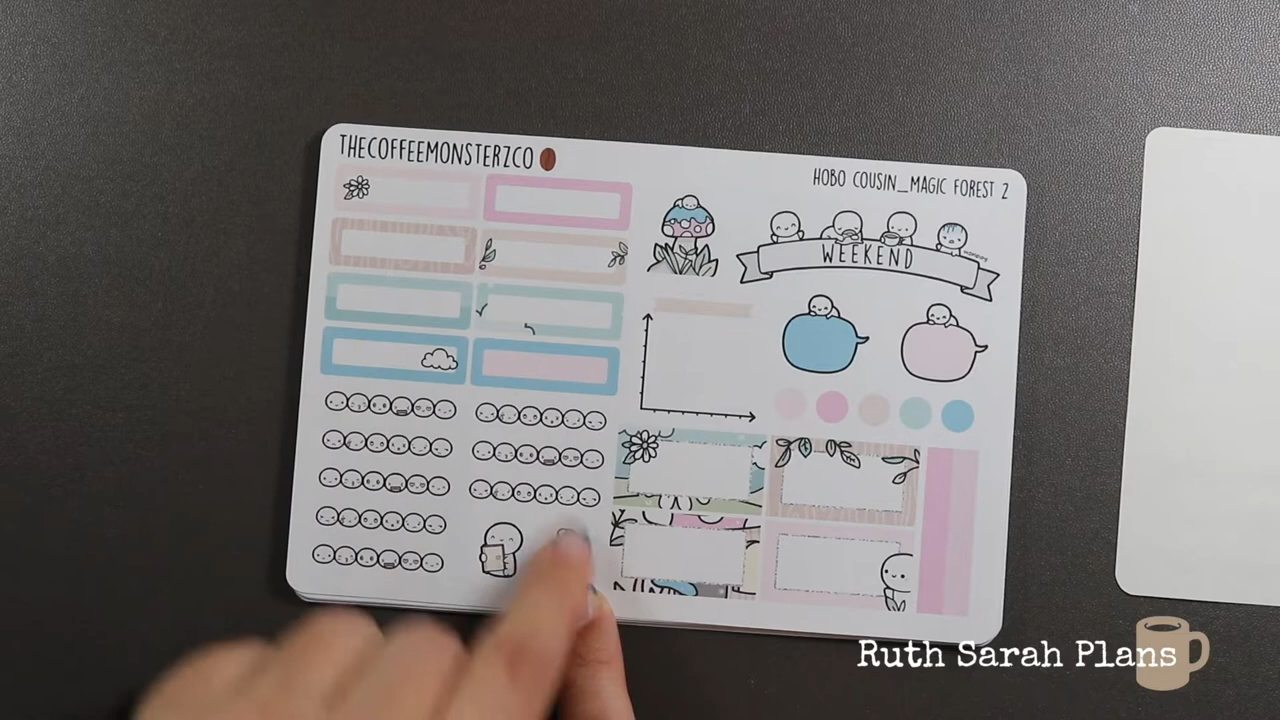 THECOFFEEMONSTERZCO
HOBO COUSIN_MAGIC FOREST 2
WEEKEND
Ruth Sarah Plans